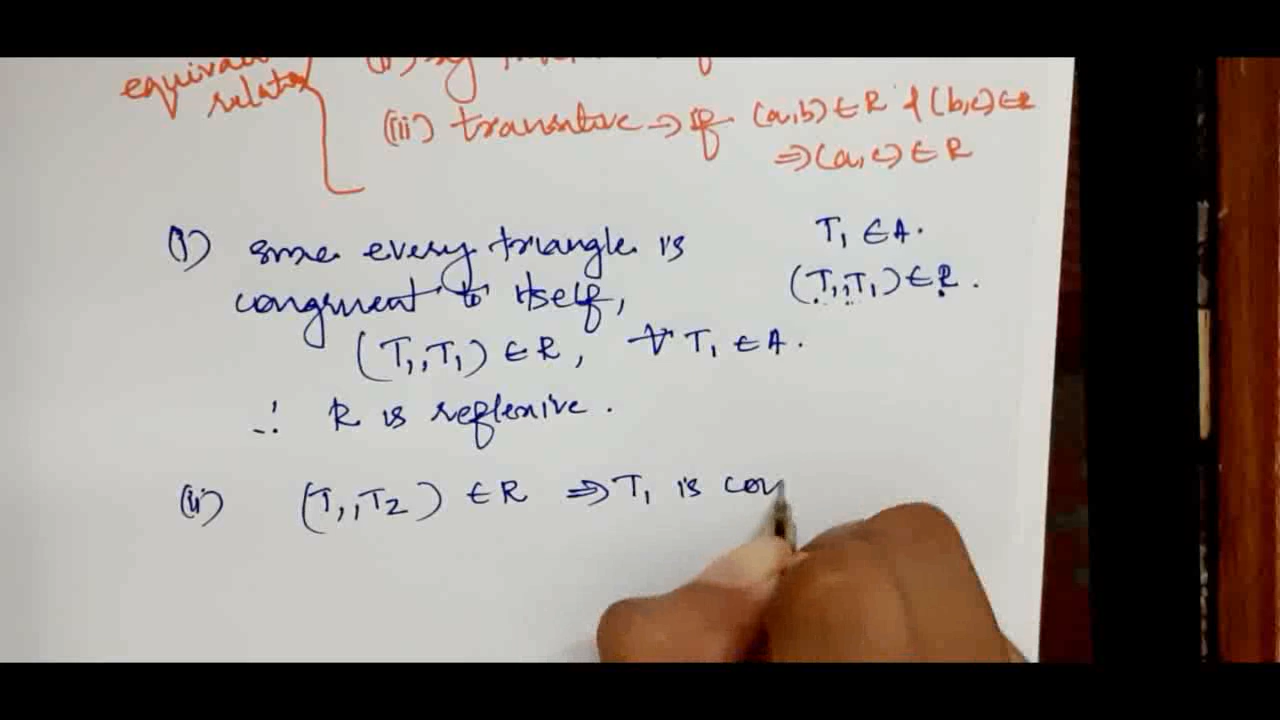 relation
(iii) transitive ⇒ if (a,b) ∈ R & (b,c) ∈ R
⇒ (a,c) ∈ R
(i) since every triangle is
congruent to itself,
(T₁,T₁) ∈ R, ∀ T₁ ∈ A.
∴ R is reflexive.
T₁ ∈ A.
(T₁,T₁) ∈ R.
(ii) (T₁,T₂) ∈ R ⇒ T₁ is con